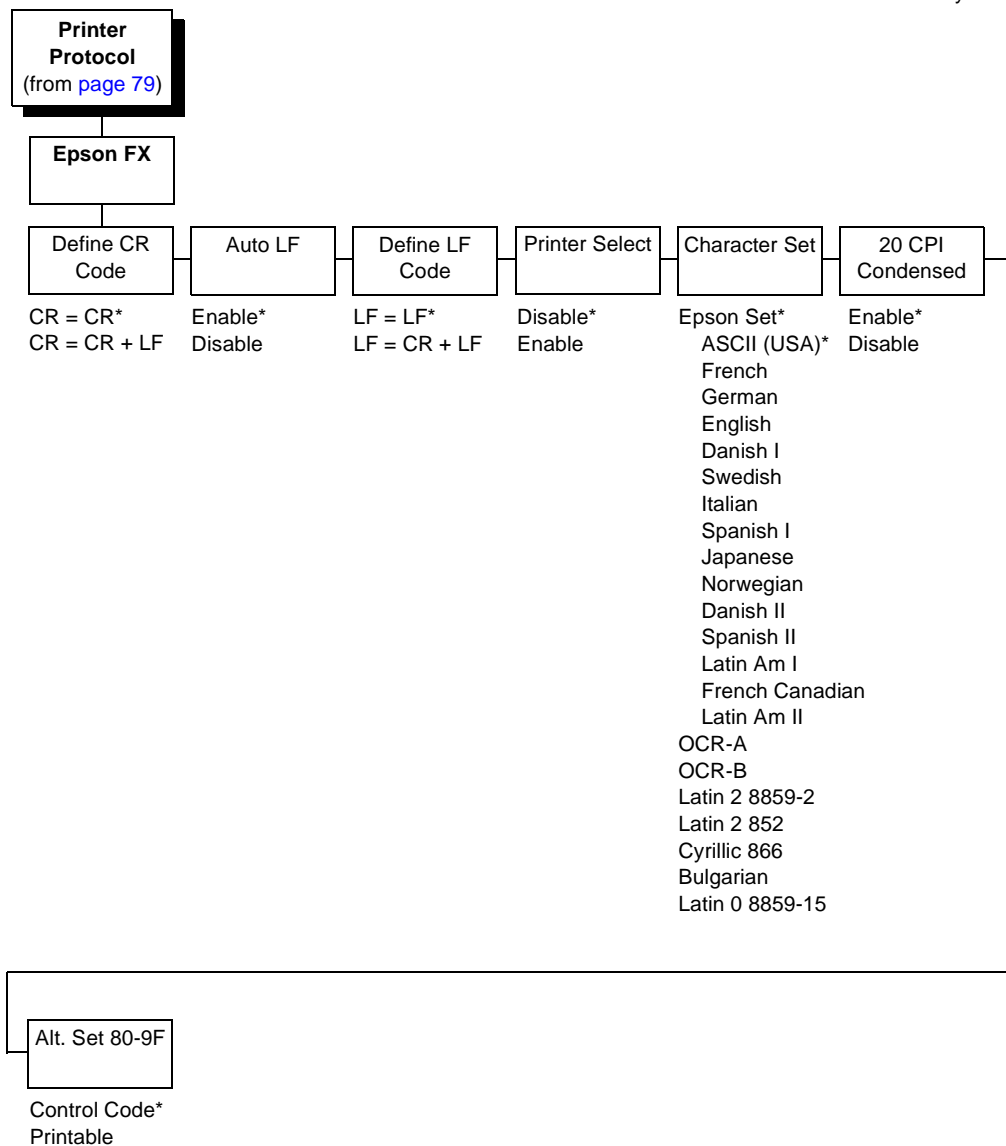 Printer
Protocol
(from page 79)
Epson FX
Define CR
Code
CR = CR*
CR = CR + LF
Auto LF
Enable*
Disable
Define LF
Code
LF = LF*
LF = CR + LF
Printer Select
Disable*
Enable
Character Set
Epson Set*
ASCII (USA)*
French
German
English
Danish I
Swedish
Italian
Spanish I
Japanese
Norwegian
Danish II
Spanish II
Latin Am I
French Canadian
Latin Am II
OCR-A
OCR-B
Latin 2 8859-2
Latin 2 852
Cyrillic 866
Bulgarian
Latin 0 8859-15
20 CPI
Condensed
Enable*
Disable
Alt. Set 80-9F
Control Code*
Printable